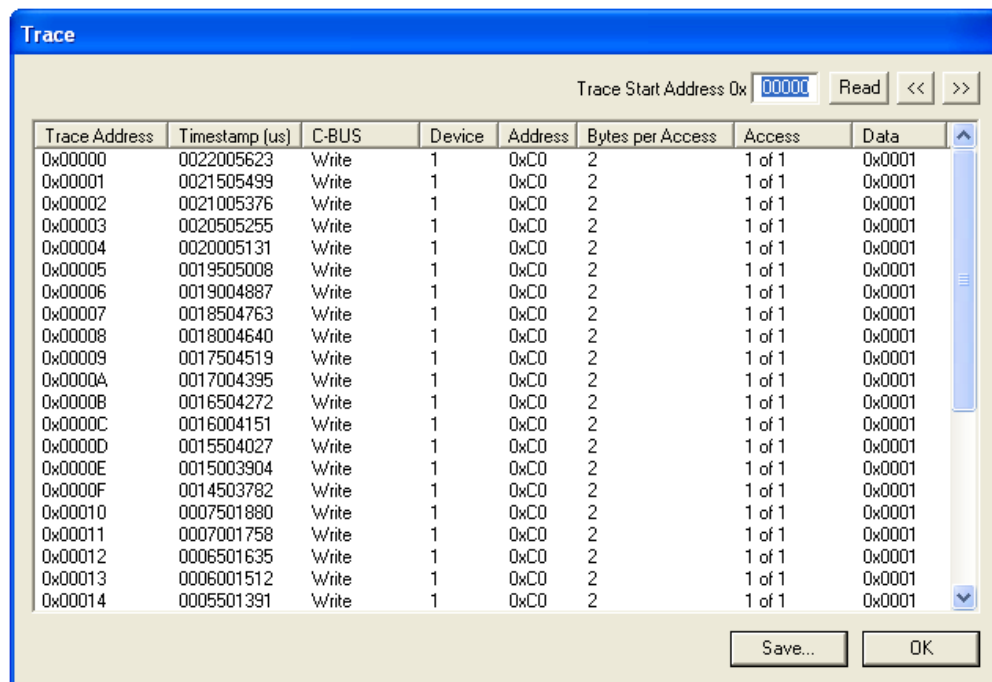 Trace
Trace Start Address 0x 00000 Read << >>
Trace Address Timestamp (us) C-BUS Device Address Bytes per Access Access Data
0x00000 0022005623 Write 1 0xC0 2 1 of 1 0x0001
0x00001 0021505499 Write 1 0xC0 2 1 of 1 0x0001
0x00002 0021005376 Write 1 0xC0 2 1 of 1 0x0001
0x00003 0020505255 Write 1 0xC0 2 1 of 1 0x0001
0x00004 0020005131 Write 1 0xC0 2 1 of 1 0x0001
0x00005 0019505008 Write 1 0xC0 2 1 of 1 0x0001
0x00006 0019004887 Write 1 0xC0 2 1 of 1 0x0001
0x00007 0018504763 Write 1 0xC0 2 1 of 1 0x0001
0x00008 0018004640 Write 1 0xC0 2 1 of 1 0x0001
0x00009 0017504519 Write 1 0xC0 2 1 of 1 0x0001
0x0000A 0017004395 Write 1 0xC0 2 1 of 1 0x0001
0x0000B 0016504272 Write 1 0xC0 2 1 of 1 0x0001
0x0000C 0016004151 Write 1 0xC0 2 1 of 1 0x0001
0x0000D 0015504027 Write 1 0xC0 2 1 of 1 0x0001
0x0000E 0015003904 Write 1 0xC0 2 1 of 1 0x0001
0x0000F 0014503782 Write 1 0xC0 2 1 of 1 0x0001
0x00010 0007501880 Write 1 0xC0 2 1 of 1 0x0001
0x00011 0007001758 Write 1 0xC0 2 1 of 1 0x0001
0x00012 0006501635 Write 1 0xC0 2 1 of 1 0x0001
0x00013 0006001512 Write 1 0xC0 2 1 of 1 0x0001
0x00014 0005501391 Write 1 0xC0 2 1 of 1 0x0001
Save... OK